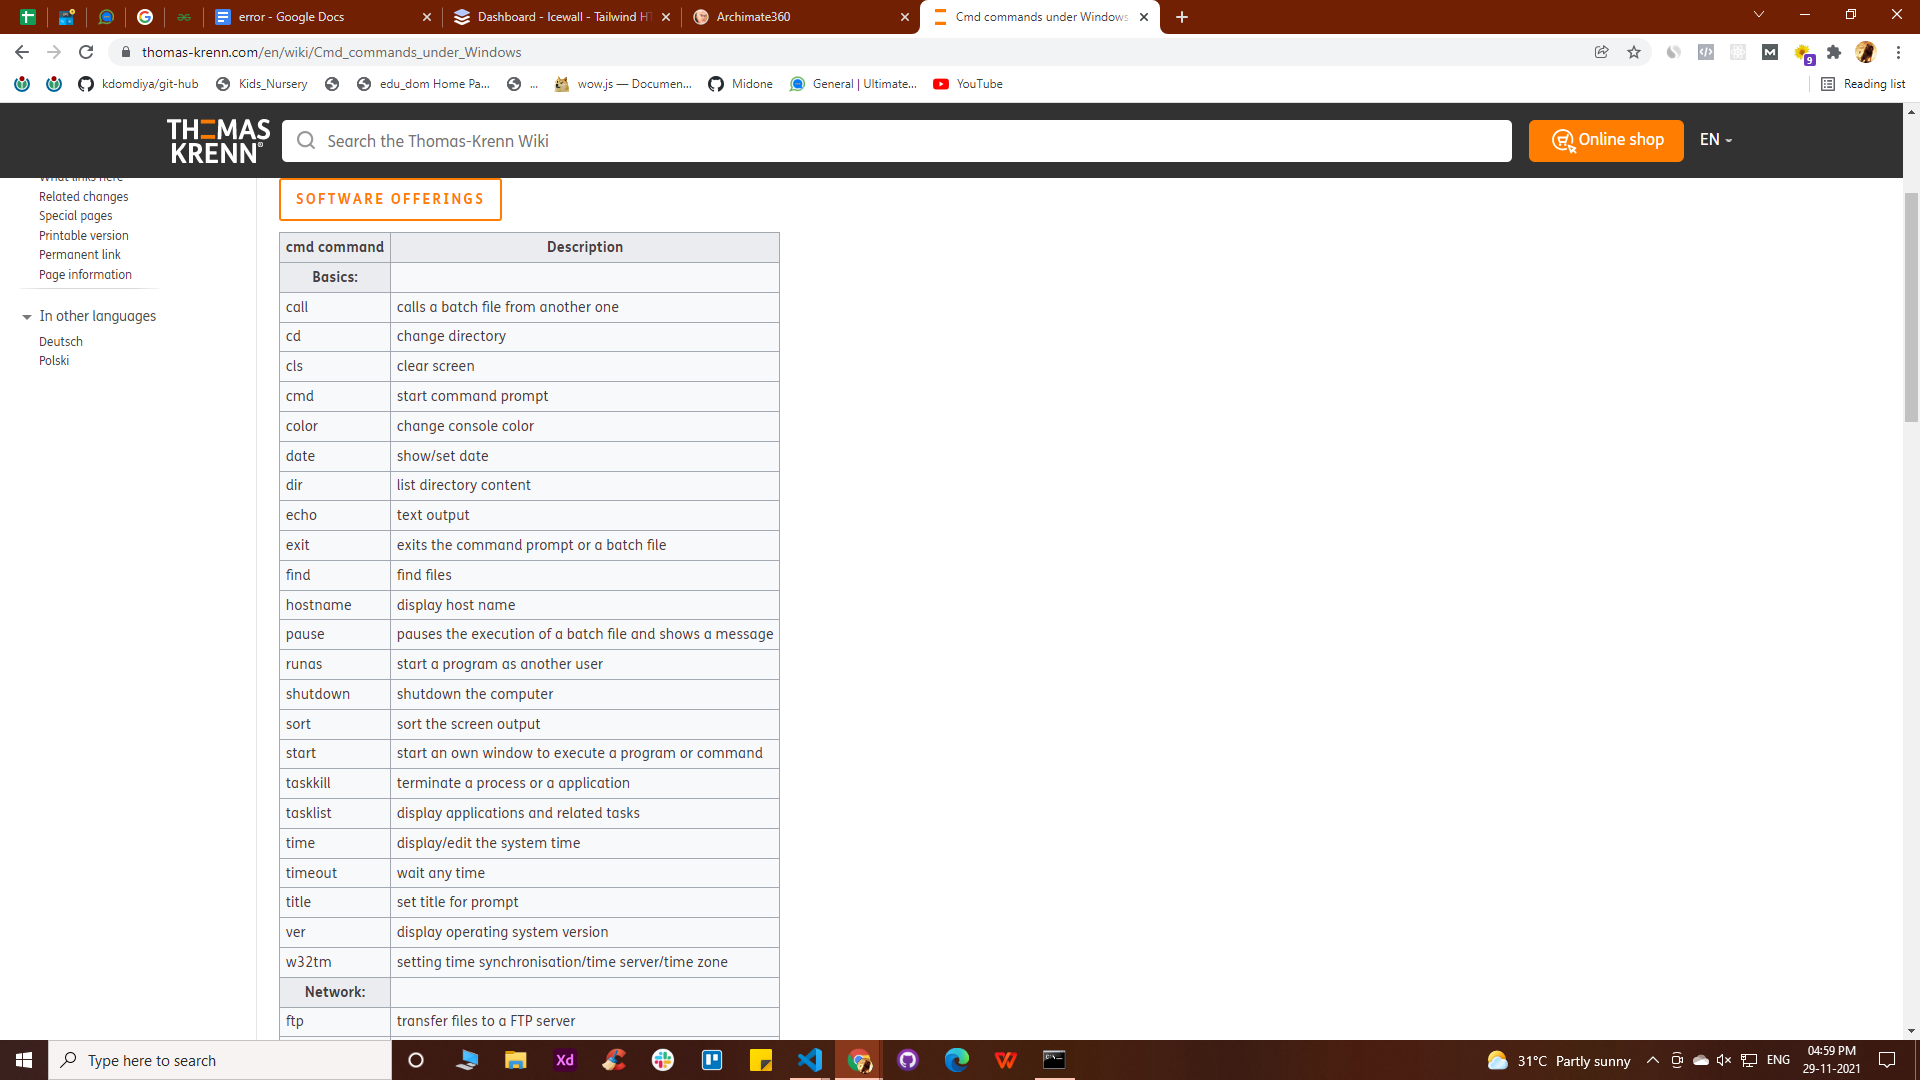 error - Google Docs
Dashboard - Icewall - Tailwind HT
Archimate360
Cmd commands under Windows
thomas-krenn.com/en/wiki/Cmd_commands_under_Windows
9
kdomdiya/git-hub
Kids_Nursery
edu_dom Home Pa...
...
wow.js — Documen...
Midone
General | Ultimate...
YouTube
Reading list
THOMAS
KRENN®
Search the Thomas-Krenn Wiki
Online shop
EN
What links here
Related changes
Special pages
Printable version
Permanent link
Page information
In other languages
Deutsch
Polski
SOFTWARE OFFERINGS
cmd command Description
Basics:
call calls a batch file from another one
cd change directory
cls clear screen
cmd start command prompt
color change console color
date show/set date
dir list directory content
echo text output
exit exits the command prompt or a batch file
find find files
hostname display host name
pause pauses the execution of a batch file and shows a message
runas start a program as another user
shutdown shutdown the computer
sort sort the screen output
start start an own window to execute a program or command
taskkill terminate a process or a application
tasklist display applications and related tasks
time display/edit the system time
timeout wait any time
title set title for prompt
ver display operating system version
w32tm setting time synchronisation/time server/time zone
Network:
ftp transfer files to a FTP server
Type here to search
Xd
31°C Partly sunny
ENG
04:59 PM
29-11-2021